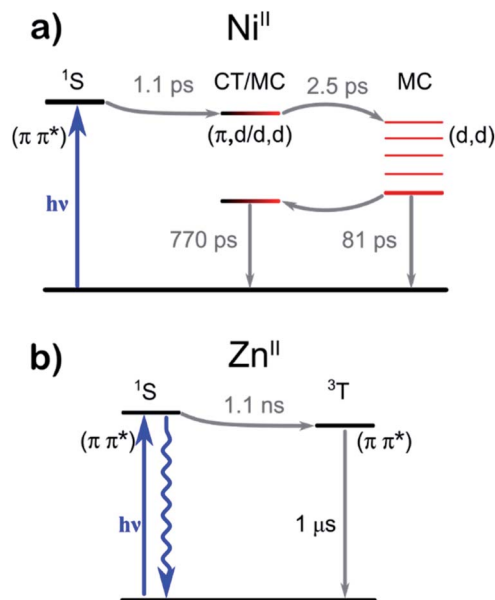 a) Ni^II
¹S 1.1 ps CT/MC 2.5 ps MC
(π π*) (π,d/d,d) (d,d)
hν
770 ps 81 ps
b) Zn^II
¹S 1.1 ns ³T
(π π*) (π π*)
hν 1 μs